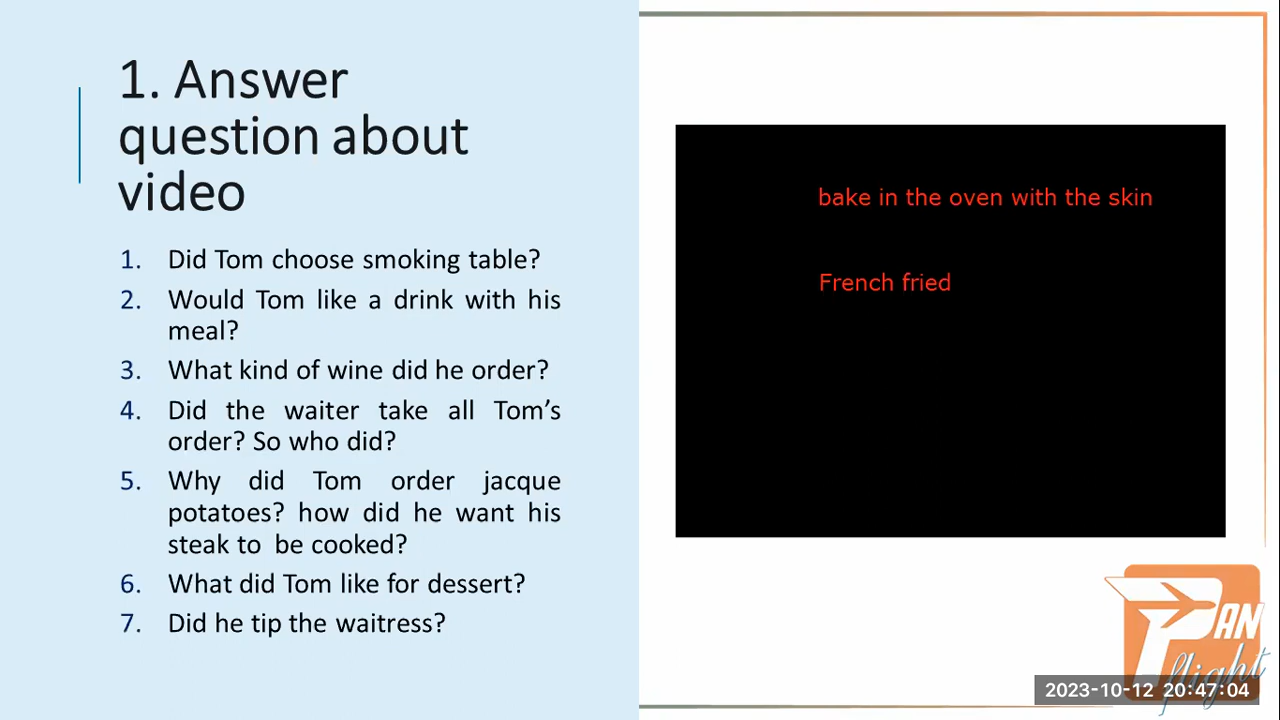 1. Answer
question about
video
1. Did Tom choose smoking table?
2. Would Tom like a drink with his
meal?
3. What kind of wine did he order?
4. Did the waiter take all Tom’s
order? So who did?
5. Why did Tom order jacque
potatoes? how did he want his
steak to be cooked?
6. What did Tom like for dessert?
7. Did he tip the waitress?
bake in the oven with the skin
French fried
PAN
flight
2023-10-12 20:47:04